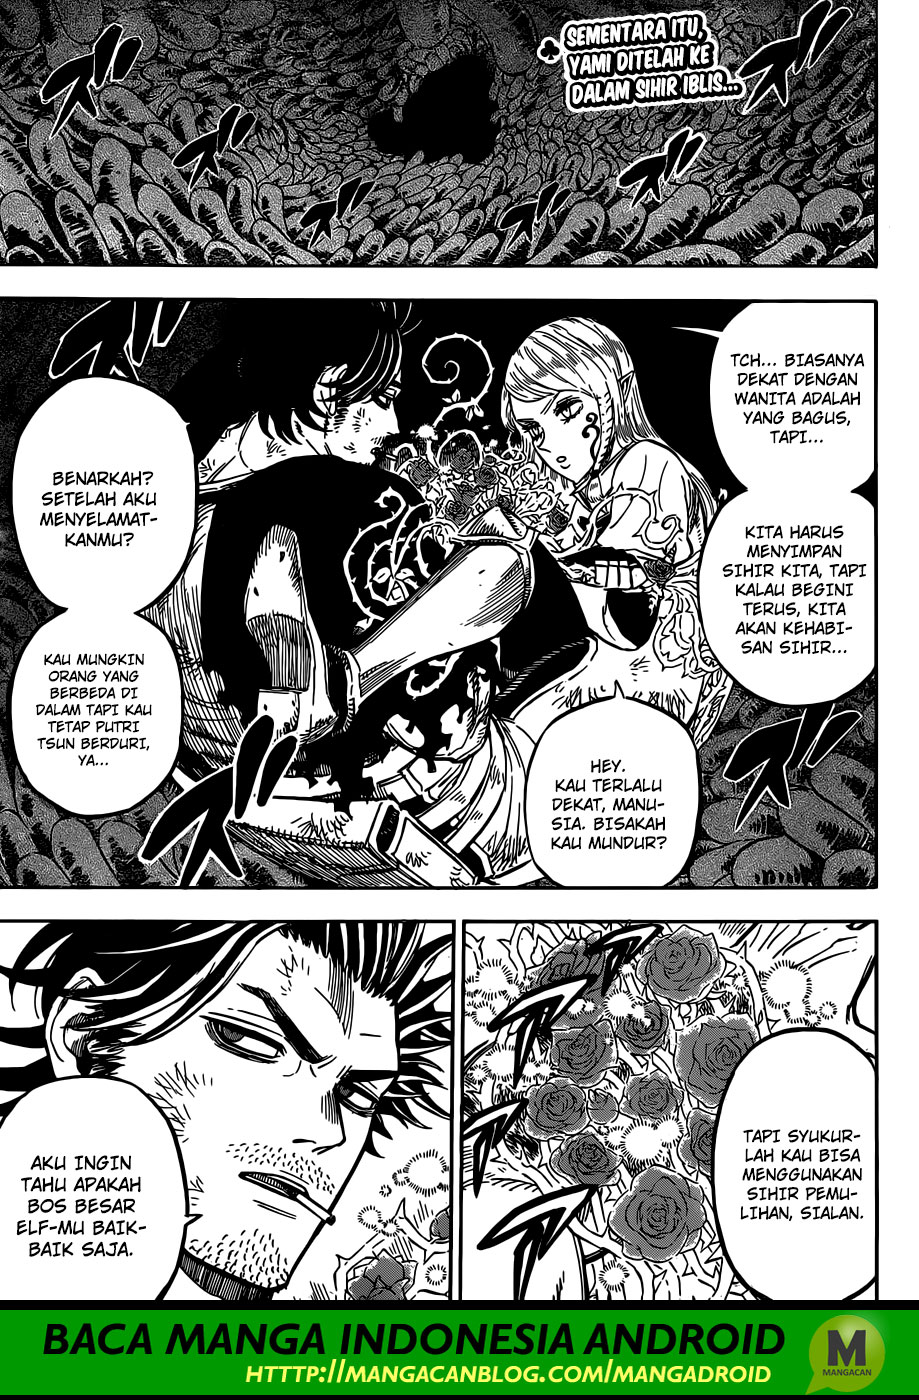 SEMENTARA ITU,
YAMI DITELAH KE
DALAM SIHIR IBLIS...
TCH... BIASANYA
DEKAT DENGAN
WANITA ADALAH
YANG BAGUS,
TAPI...
KITA HARUS
MENYIMPAN
SIHIR KITA, TAPI
KALAU BEGINI
TERUS, KITA
AKAN KEHABI-
SAN SIHIR...
HEY.
KAU TERLALU
DEKAT, MANU-
SIA. BISAKAH
KAU MUNDUR?
BENARKAH?
SETELAH AKU
MENYELAMAT-
KANMU?
KAU MUNGKIN
ORANG YANG
BERBEDA DI
DALAM TAPI KAU
TETAP PUTRI
TSUN BERDURI,
YA...
TAPI SYUKUR-
LAH KAU BISA
MENGGUNAKAN
SIHIR PEMU-
LIHAN, SIALAN.
AKU INGIN
TAHU APAKAH
BOS BESAR
ELF-MU BAIK-
BAIK SAJA.
BACA MANGA INDONESIA ANDROID
HTTTP://MANGACANBLOG.COM/MANGADROID
M
MANGACAN